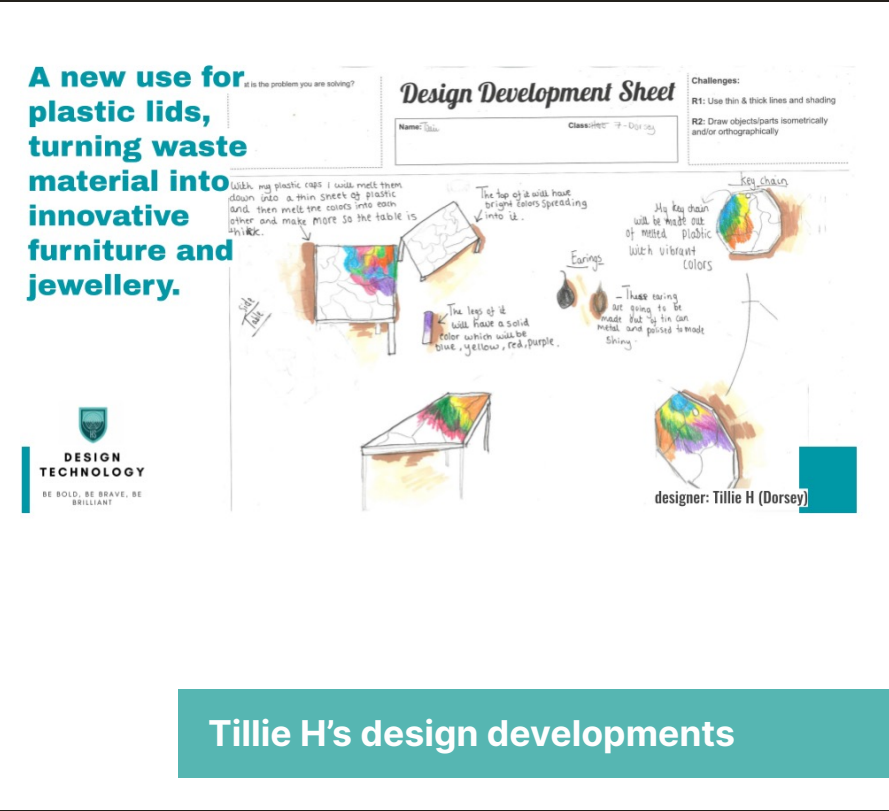 A new use for
plastic lids,
turning waste
material into
innovative
furniture and
jewellery.
st is the problem you are solving?
Design Development Sheet
Name:
Class: 7-Dorsey
Challenges:
R1: Use thin & thick lines and shading
R2: Draw objects/parts isometrically
and/or orthographically
With my plastic caps I will melt them
down into a thin sheet of plastic
and then melt the colors into each
other and make more so the table is
thick.
The top of it will have
bright colors spreading
into it.
Key chain
My key chain
will be made out
of melted plastic
with vibrant
colors
Earings
– These earing
are going to be
made out of tin can
metal and polised to made
shiny.
Side
Table
The legs of it
will have a solid
color which will be
blue, yellow, red, purple.
DESIGN
TECHNOLOGY
BE BOLD, BE BRAVE, BE
BRILLIANT
designer: Tillie H (Dorsey)
Tillie H’s design developments